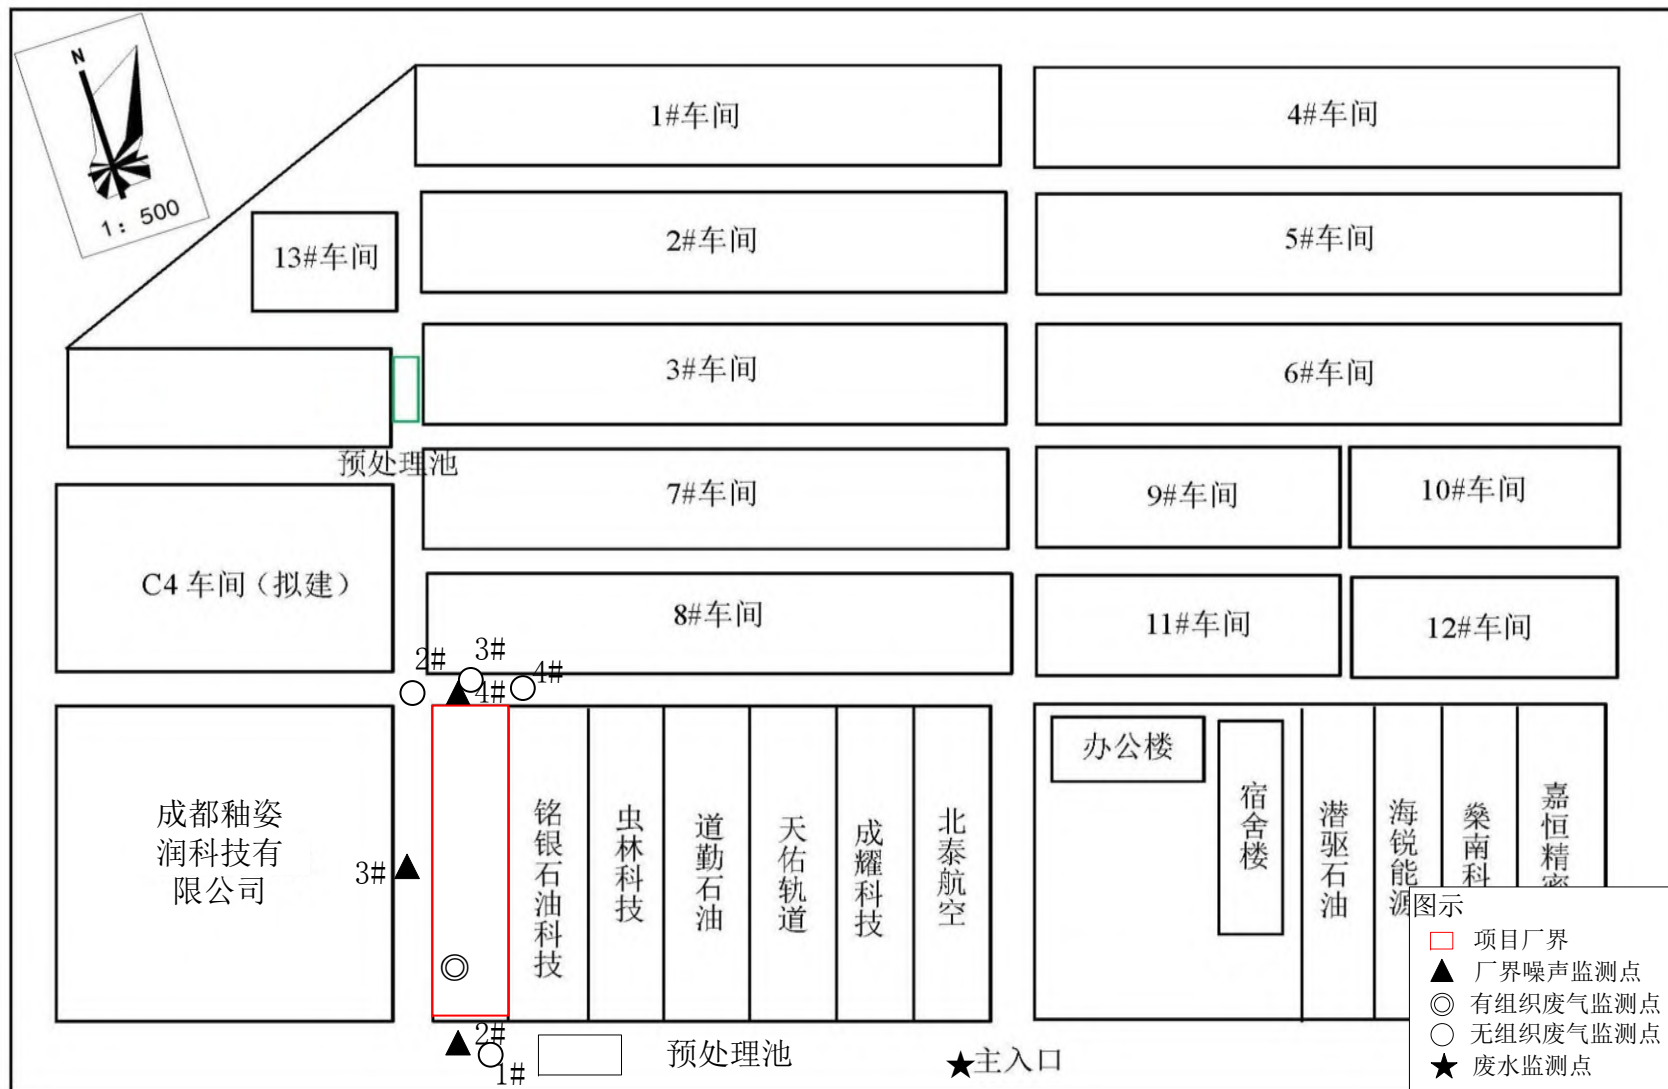 N
1：500
1#车间
4#车间
2#车间
5#车间
13#车间
3#车间
6#车间
预处理池
7#车间
9#车间
10#车间
C4 车间（拟建）
8#车间
11#车间
12#车间
2#
3#
4#
4#
办公楼
成都釉姿
润科技有
限公司
3#
铭银石油科技
虫林科技
道勤石油
天佑轨道
成耀科技
北泰航空
宿舍楼
潜驱石油
海锐能源
燊南科
嘉恒精密
2#
1#
预处理池
主入口
图示
项目厂界
厂界噪声监测点
有组织废气监测点
无组织废气监测点
废水监测点